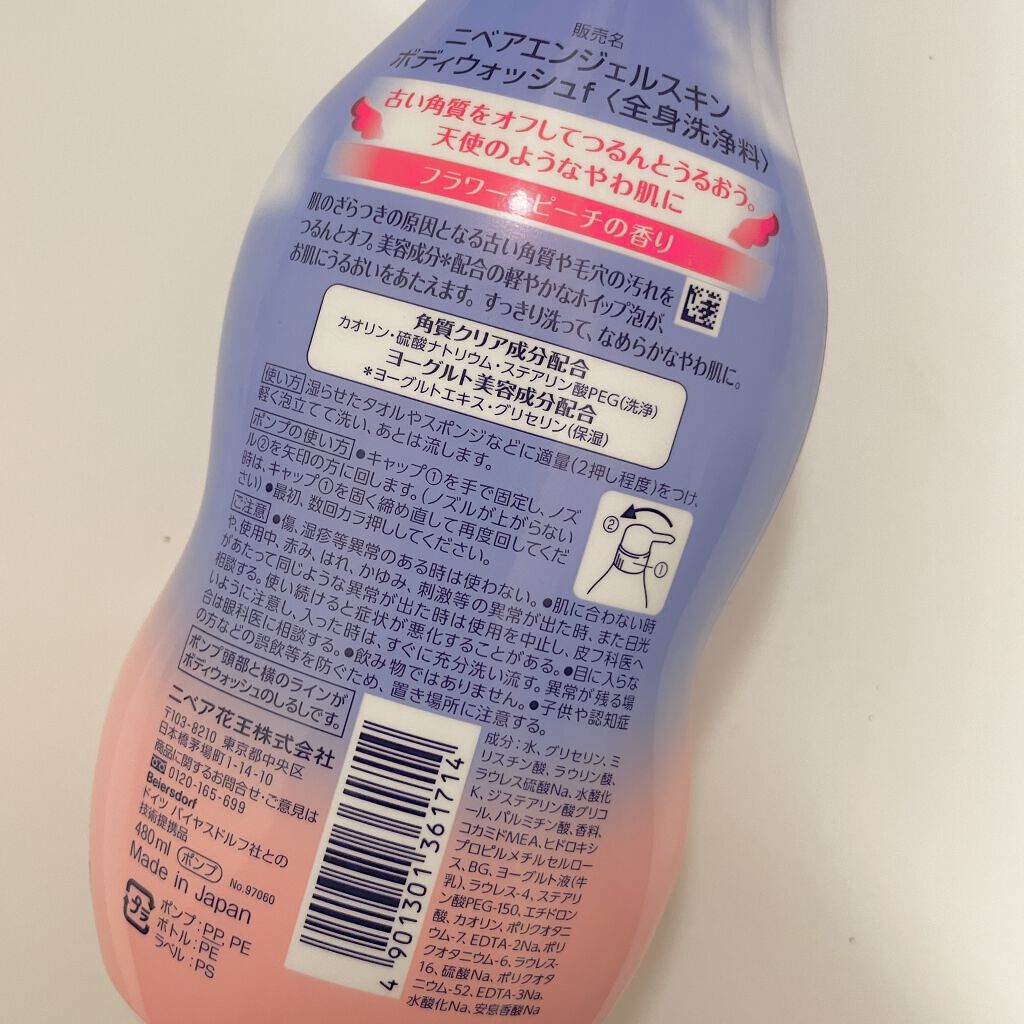 販売名
ニベアエンジェルスキン
ボディウォッシュf〈全身洗浄料〉
古い角質をオフしてつるんとうるおう。
天使のようなやわ肌に
フラワー&ピーチの香り
肌のざらつきの原因となる古い角質や毛穴の汚れを
つるんとオフ。美容成分*配合の軽やかなホイップ泡が、
お肌にうるおいをあたえます。すっきり洗って、なめらかなやわ肌に。
角質クリア成分配合
カオリン・硫酸ナトリウム・ステアリン酸PEG(洗浄)
ヨーグルト美容成分配合
*ヨーグルトエキス・グリセリン(保湿)
使い方 湿らせたタオルやスポンジなどに適量(2押し程度)をつけ、
軽く泡立てて洗い、あとは流します。
ポンプの使い方 ●キャップ①を手で固定し、ノズ
ル②を矢印の方に回します。(ノズルが上がらない
時は、キャップ①を固く締め直して再度回してくだ
さい) ●最初、数回カラ押ししてください。
② ①
ご注意 ●傷、湿疹等異常のある時は使わない。●肌に合わない時
や、使用中、赤み、はれ、かゆみ、刺激等の異常が出た時、また日光
があたって同じような異常が出た時は使用を中止し、皮フ科医へ
相談する。使い続けると症状が悪化することがある。●目に入らな
いように注意し、入った時は、すぐに充分洗い流す。異常が残る場
合は眼科医に相談する。●飲み物ではありません。●子供や認知症
の方などの誤飲等を防ぐため、置き場所に注意する。
ポンプ頭部と横のラインが
ボディウォッシュのしるしです。
ニベア花王株式会社
〒103-8210 東京都中央区
日本橋茅場町1-14-10
商品に関するお問合せ・ご意見は
0120-165-699
Beiersdorf
ドイツ バイヤスドルフ社との
技術提携品
480ml ポンプ No.97060
Made in Japan
プラ
ポンプ:PP, PE
ボトル:PE
ラベル:PS
4 901301 361714
成分:水、グリセリン、ミ
リスチン酸、ラウリン酸、
ラウレス硫酸Na、水酸化
K、ジステアリン酸グリコ
ール、パルミチン酸、香料、
コカミドMEA、ヒドロキシ
プロピルメチルセルロー
ス、BG、ヨーグルト液(牛
乳)、ラウレス-4、ステアリ
ン酸PEG-150、エチドロン
酸、カオリン、ポリクオタニ
ウム-7、EDTA-2Na、ポリ
クオタニウム-6、ラウレス-
16、硫酸Na、ポリクオタ
ニウム-52、EDTA-3Na、
水酸化Na、安息香酸Na